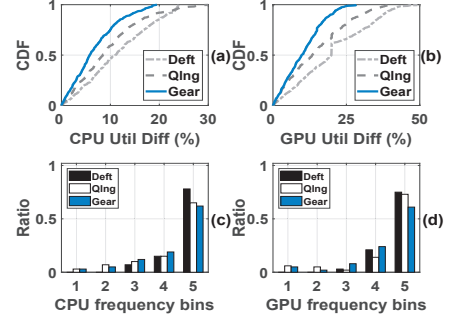 CDF
1
0.5
0
0 10 20 30
CPU Util Diff (%)
(a)
Deft
QIng
Gear
CDF
1
0.5
0
0 25 50
GPU Util Diff (%)
(b)
Deft
QIng
Gear
Ratio
1
0.5
0
1 2 3 4 5
CPU frequency bins
(c)
Deft
QIng
Gear
Ratio
1
0.5
0
1 2 3 4 5
GPU frequency bins
(d)
Deft
QIng
Gear